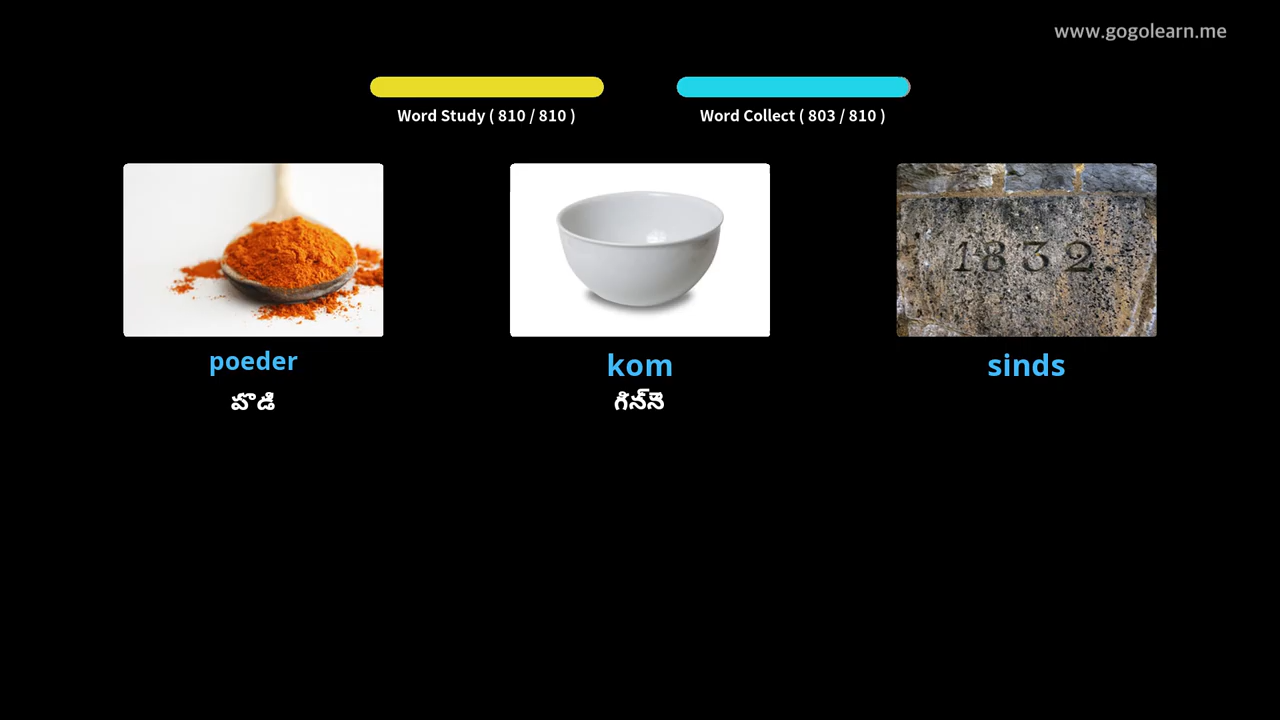 www.gogolearn.me
Word Study ( 810 / 810 )
Word Collect ( 803 / 810 )
1832.
poeder
kom
sinds
పొడి
గిన్నె